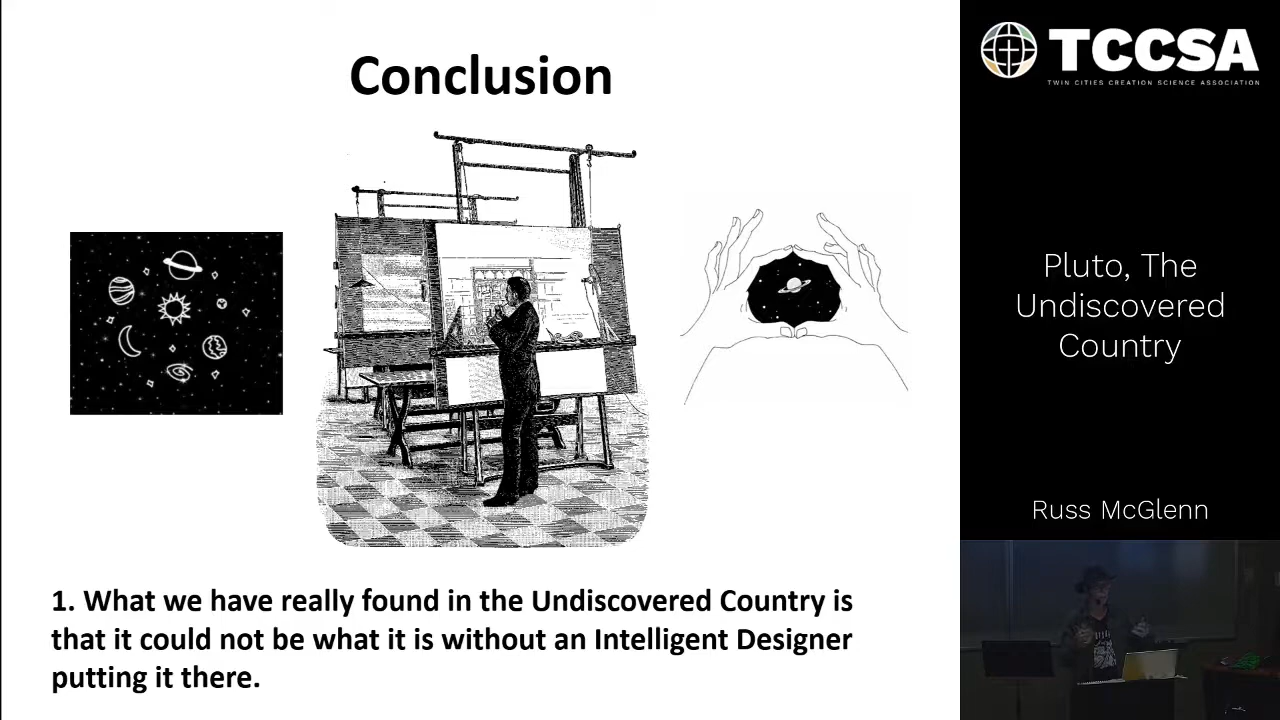 Conclusion
1. What we have really found in the Undiscovered Country is
that it could not be what it is without an Intelligent Designer
putting it there.
TCCSA
TWIN CITIES CREATION SCIENCE ASSOCIATION
Pluto, The
Undiscovered
Country
Russ McGlenn